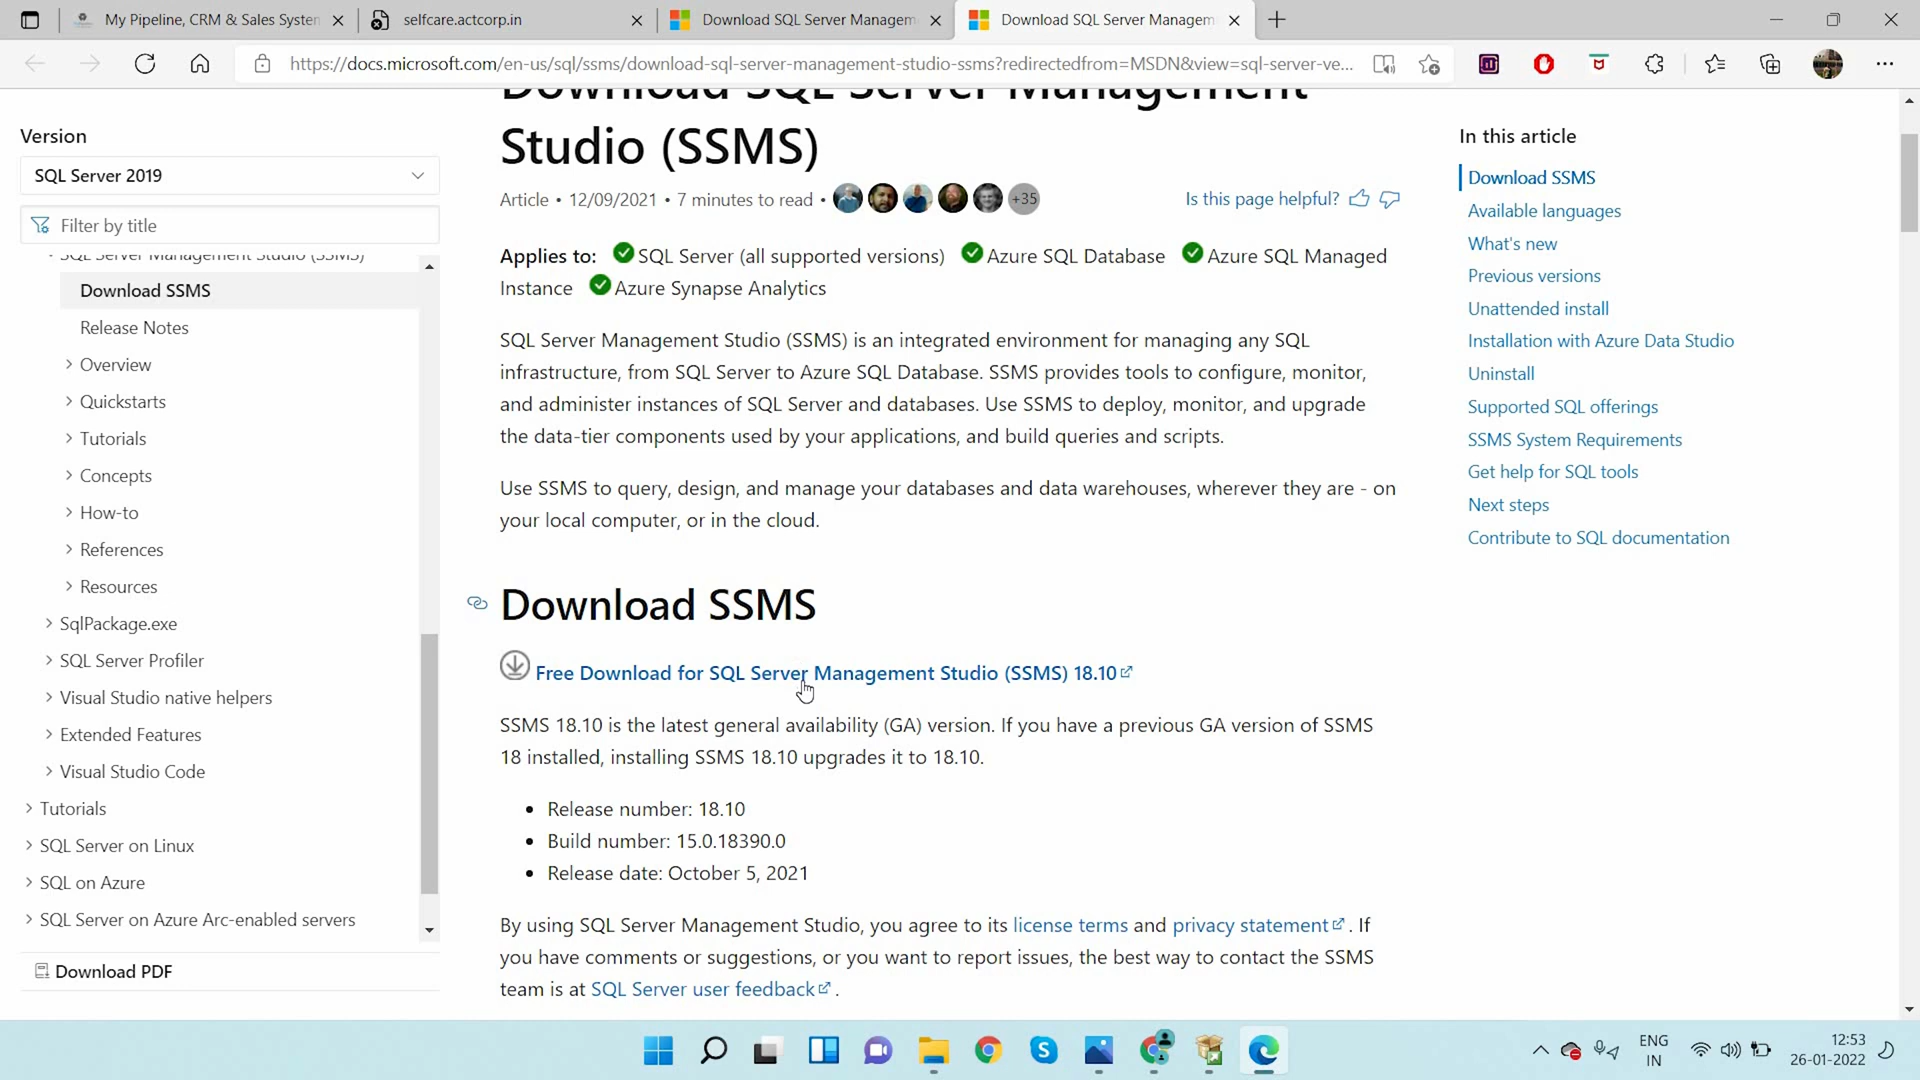 My Pipeline, CRM & Sales System
selfcare.actcorp.in
Download SQL Server Managem
Download SQL Server Managem
https://docs.microsoft.com/en-us/sql/ssms/download-sql-server-management-studio-ssms?redirectedfrom=MSDN&view=sql-server-ve...
Version
SQL Server 2019
Filter by title
SQL Server Management Studio (SSMS)
Download SSMS
Release Notes
Overview
Quickstarts
Tutorials
Concepts
How-to
References
Resources
SqlPackage.exe
SQL Server Profiler
Visual Studio native helpers
Extended Features
Visual Studio Code
Tutorials
SQL Server on Linux
SQL on Azure
SQL Server on Azure Arc-enabled servers
Download PDF
Download SQL Server Management
Studio (SSMS)
Article • 12/09/2021 • 7 minutes to read • +35
Is this page helpful?
Applies to: SQL Server (all supported versions) Azure SQL Database Azure SQL Managed
Instance Azure Synapse Analytics
SQL Server Management Studio (SSMS) is an integrated environment for managing any SQL
infrastructure, from SQL Server to Azure SQL Database. SSMS provides tools to configure, monitor,
and administer instances of SQL Server and databases. Use SSMS to deploy, monitor, and upgrade
the data-tier components used by your applications, and build queries and scripts.
Use SSMS to query, design, and manage your databases and data warehouses, wherever they are - on
your local computer, or in the cloud.
Download SSMS
Free Download for SQL Server Management Studio (SSMS) 18.10
SSMS 18.10 is the latest general availability (GA) version. If you have a previous GA version of SSMS
18 installed, installing SSMS 18.10 upgrades it to 18.10.
• Release number: 18.10
• Build number: 15.0.18390.0
• Release date: October 5, 2021
By using SQL Server Management Studio, you agree to its license terms and privacy statement . If
you have comments or suggestions, or you want to report issues, the best way to contact the SSMS
team is at SQL Server user feedback .
In this article
Download SSMS
Available languages
What's new
Previous versions
Unattended install
Installation with Azure Data Studio
Uninstall
Supported SQL offerings
SSMS System Requirements
Get help for SQL tools
Next steps
Contribute to SQL documentation
ENG
IN
12:53
26-01-2022